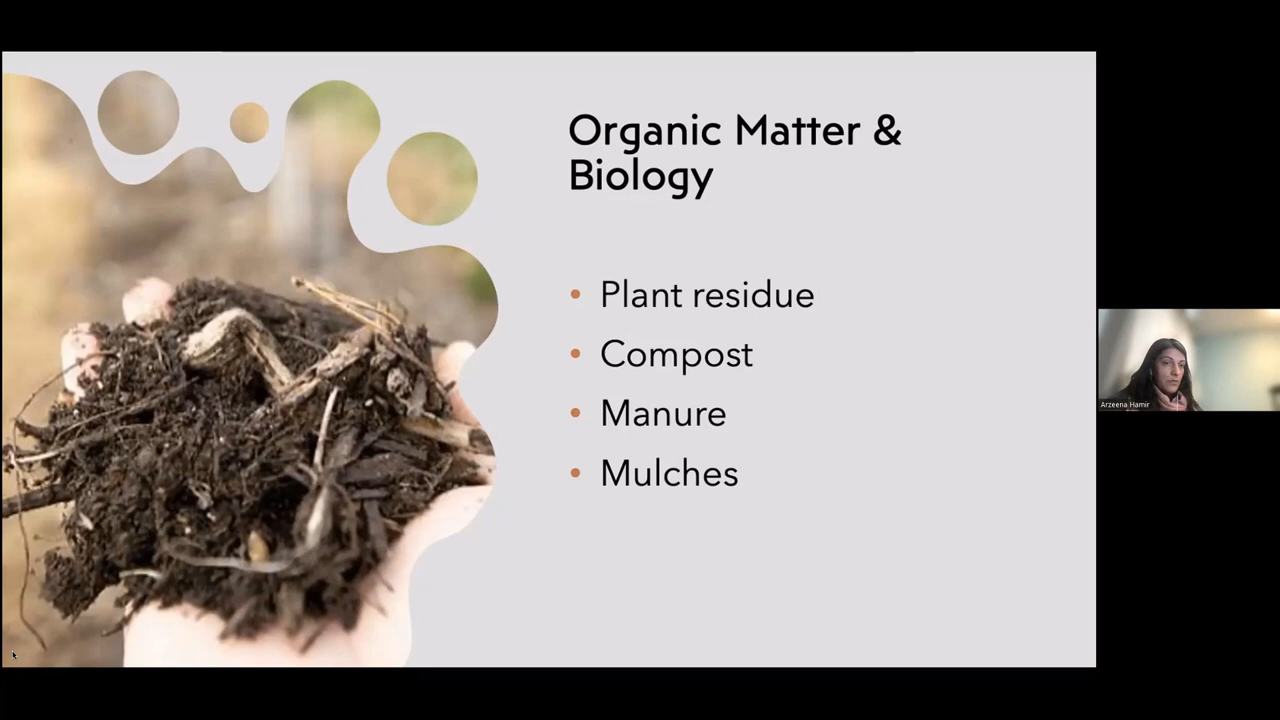 Organic Matter &
Biology
• Plant residue
• Compost
• Manure
• Mulches
Arzeena Hamir